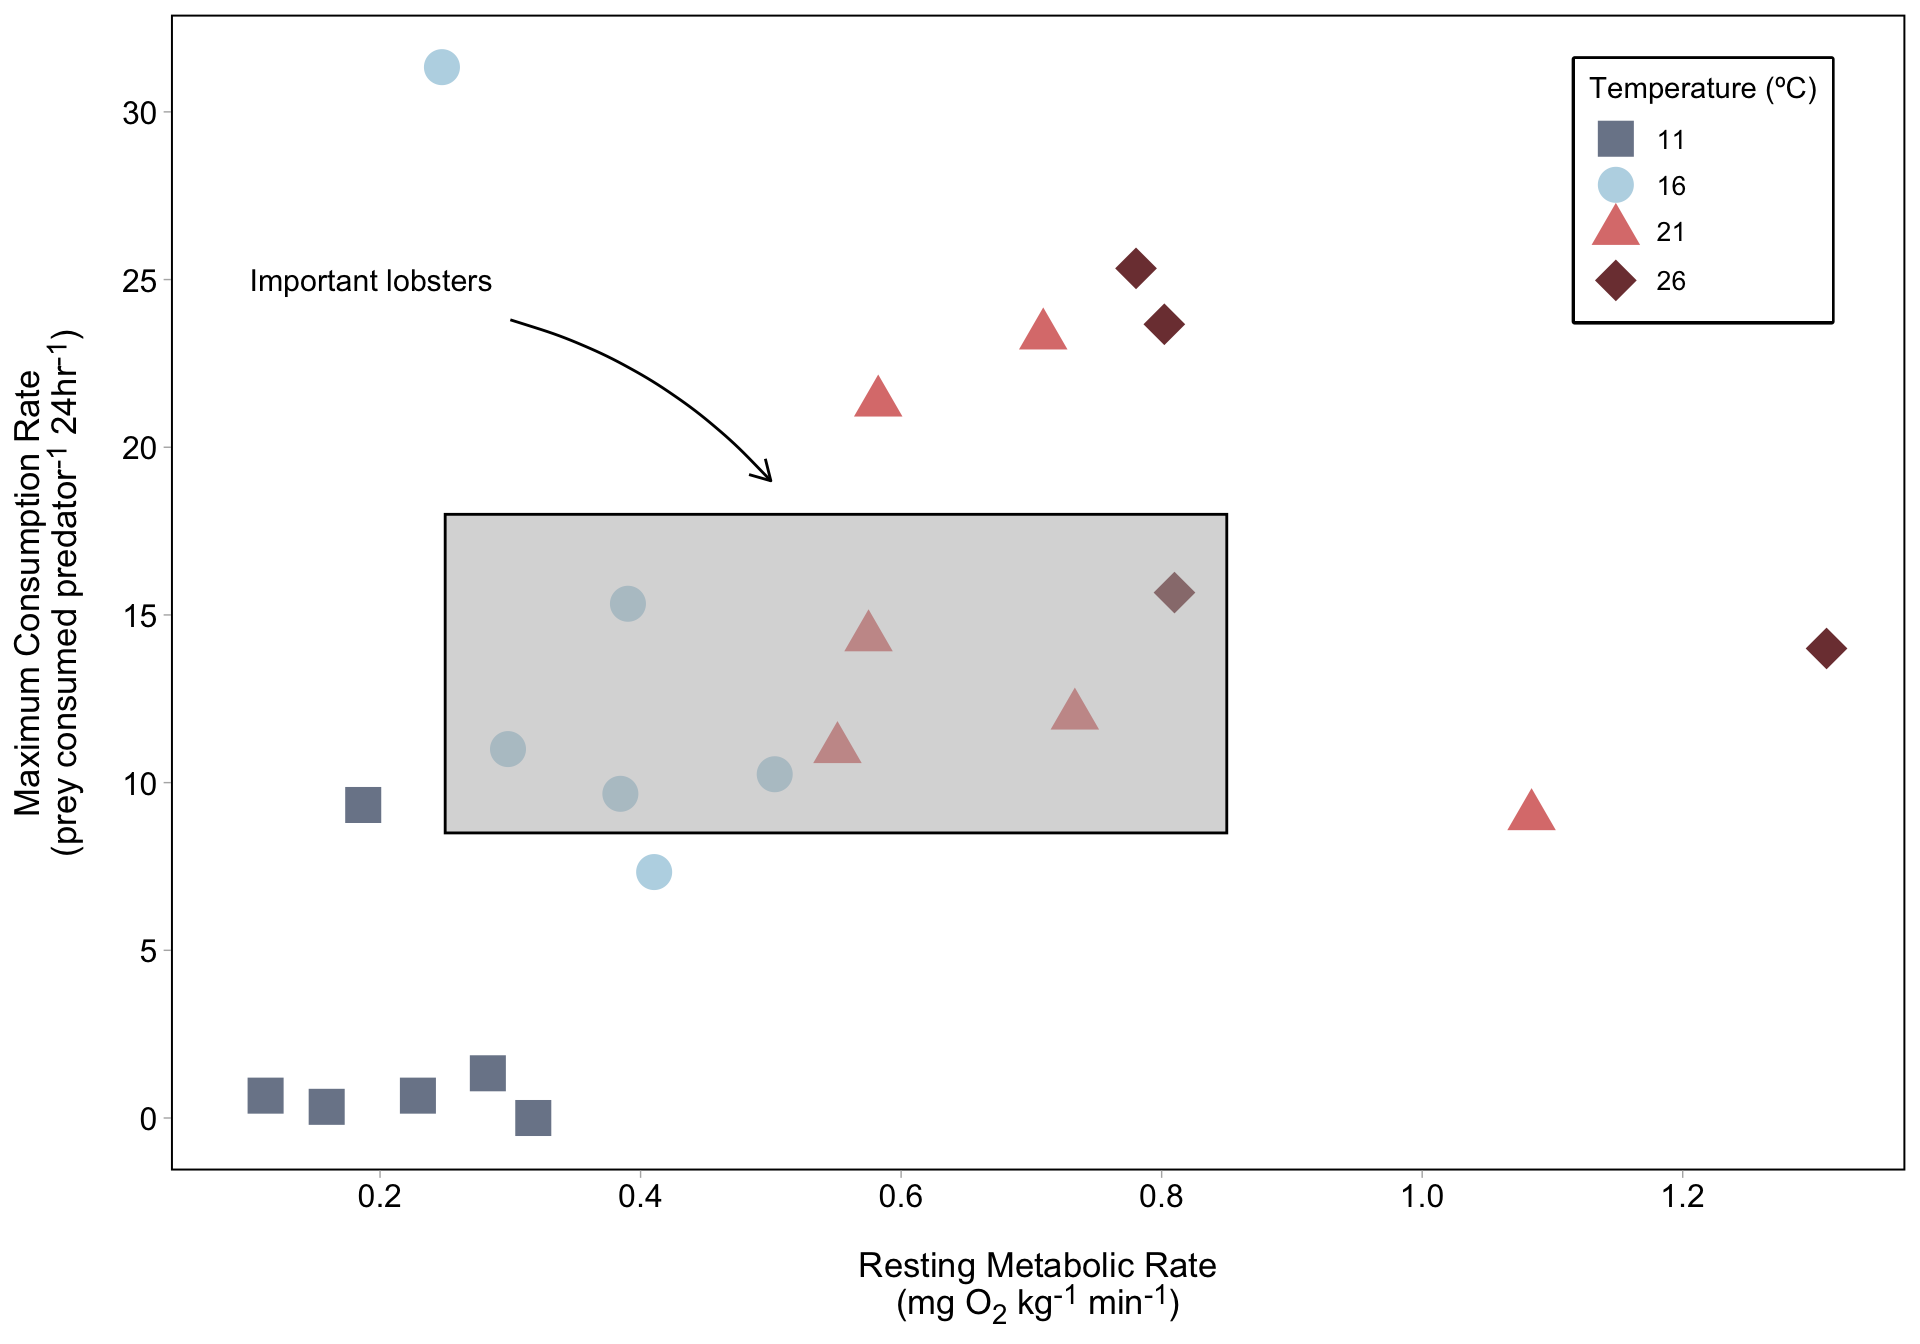 Maximum Consumption Rate
(prey consumed predator⁻¹ 24hr⁻¹)
30
25
20
15
10
5
0
Important lobsters
Temperature (ºC)
11
16
21
26
0.2
0.4
0.6
0.8
1.0
1.2
Resting Metabolic Rate
(mg O₂ kg⁻¹ min⁻¹)